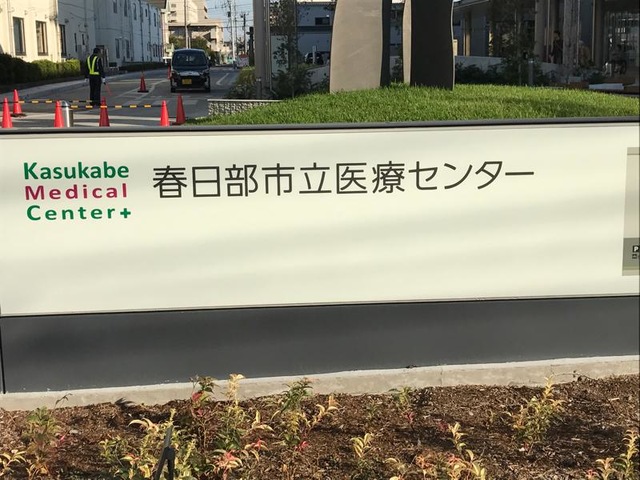 Kasukabe
Medical
Center+
春日部市立医療センター